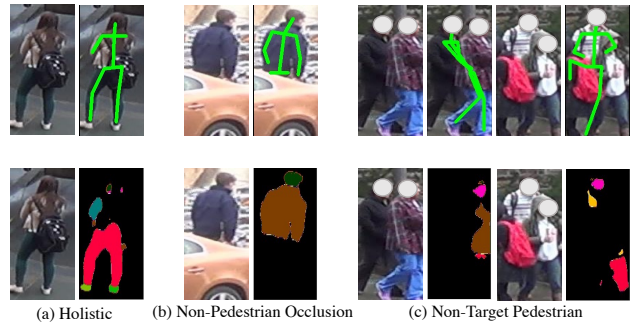 (a) Holistic
(b) Non-Pedestrian Occlusion
(c) Non-Target Pedestrian